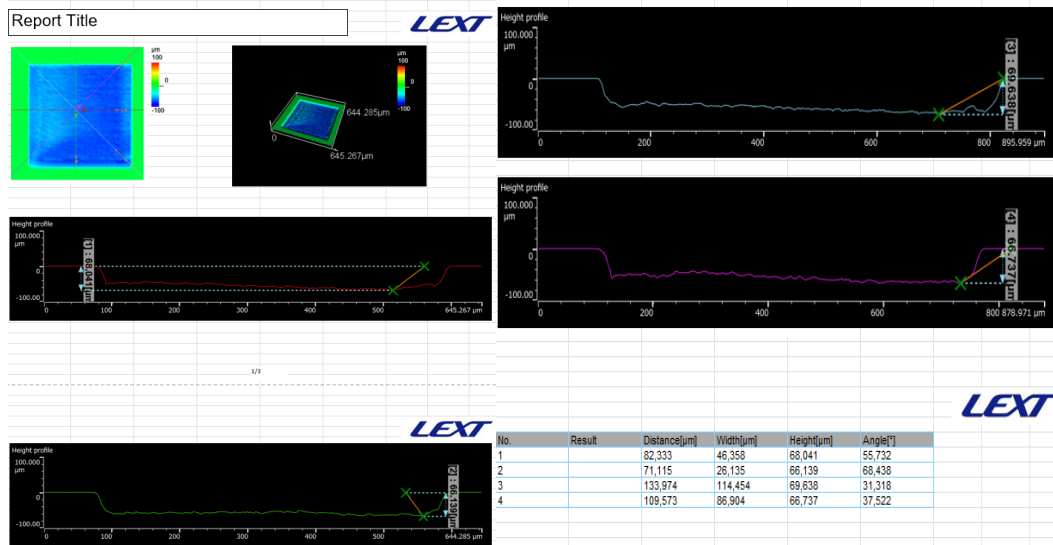 Report Title
LEXT
µm
100
0
-100
µm
100
0
-100
644.285µm
0
645.267µm
Height profile
100.000
µm
0
-100.00
[1] : 68.041[µm
0 100 200 300 400 500 645.267 µm
1/3
LEXT
Height profile
100.000
µm
0
-100.00
[2] : 66.139[µm
0 100 200 300 400 500 644.285 µm
Height profile
100.000
µm
0
-100.00
[3] : 69.638[µm
0 200 400 600 800 895.959 µm
Height profile
100.000
µm
0
-100.00
[4] : 66.737[µm
0 200 400 600 800 878.971 µm
LEXT
No. Result Distance[µm] Width[µm] Height[µm] Angle[°]
1 82,333 46,358 68,041 55,732
2 71,115 26,135 66,139 68,438
3 133,974 114,454 69,638 31,318
4 109,573 86,904 66,737 37,522